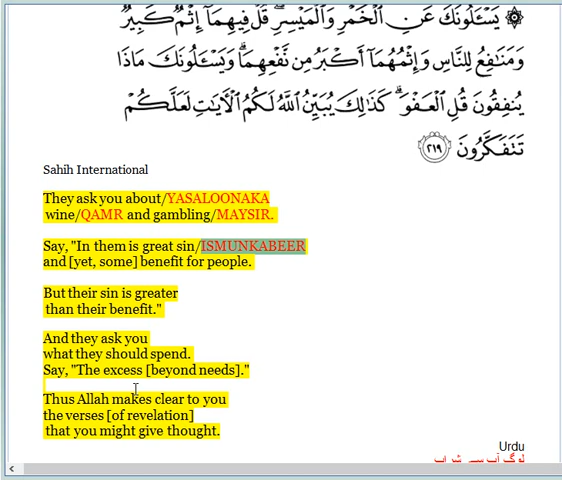 ۞ يَسْـَٔلُونَكَ عَنِ ٱلْخَمْرِ وَٱلْمَيْسِرِ ۖ قُلْ فِيهِمَآ إِثْمٌ كَبِيرٌ
وَمَنَـٰفِعُ لِلنَّاسِ وَإِثْمُهُمَآ أَكْبَرُ مِن نَّفْعِهِمَا ۗ وَيَسْـَٔلُونَكَ مَاذَا
يُنفِقُونَ قُلِ ٱلْعَفْوَ ۗ كَذَٰلِكَ يُبَيِّنُ ٱللَّهُ لَكُمُ ٱلْـَٔايَـٰتِ لَعَلَّكُمْ
تَتَفَكَّرُونَ ٢١٩
Sahih International
They ask you about/YASALOONAKA
wine/QAMR and gambling/MAYSIR.
Say, "In them is great sin/ISMUNKABEER
and [yet, some] benefit for people.
But their sin is greater
than their benefit."
And they ask you
what they should spend.
Say, "The excess [beyond needs]."
Thus Allah makes clear to you
the verses [of revelation]
that you might give thought.
Urdu